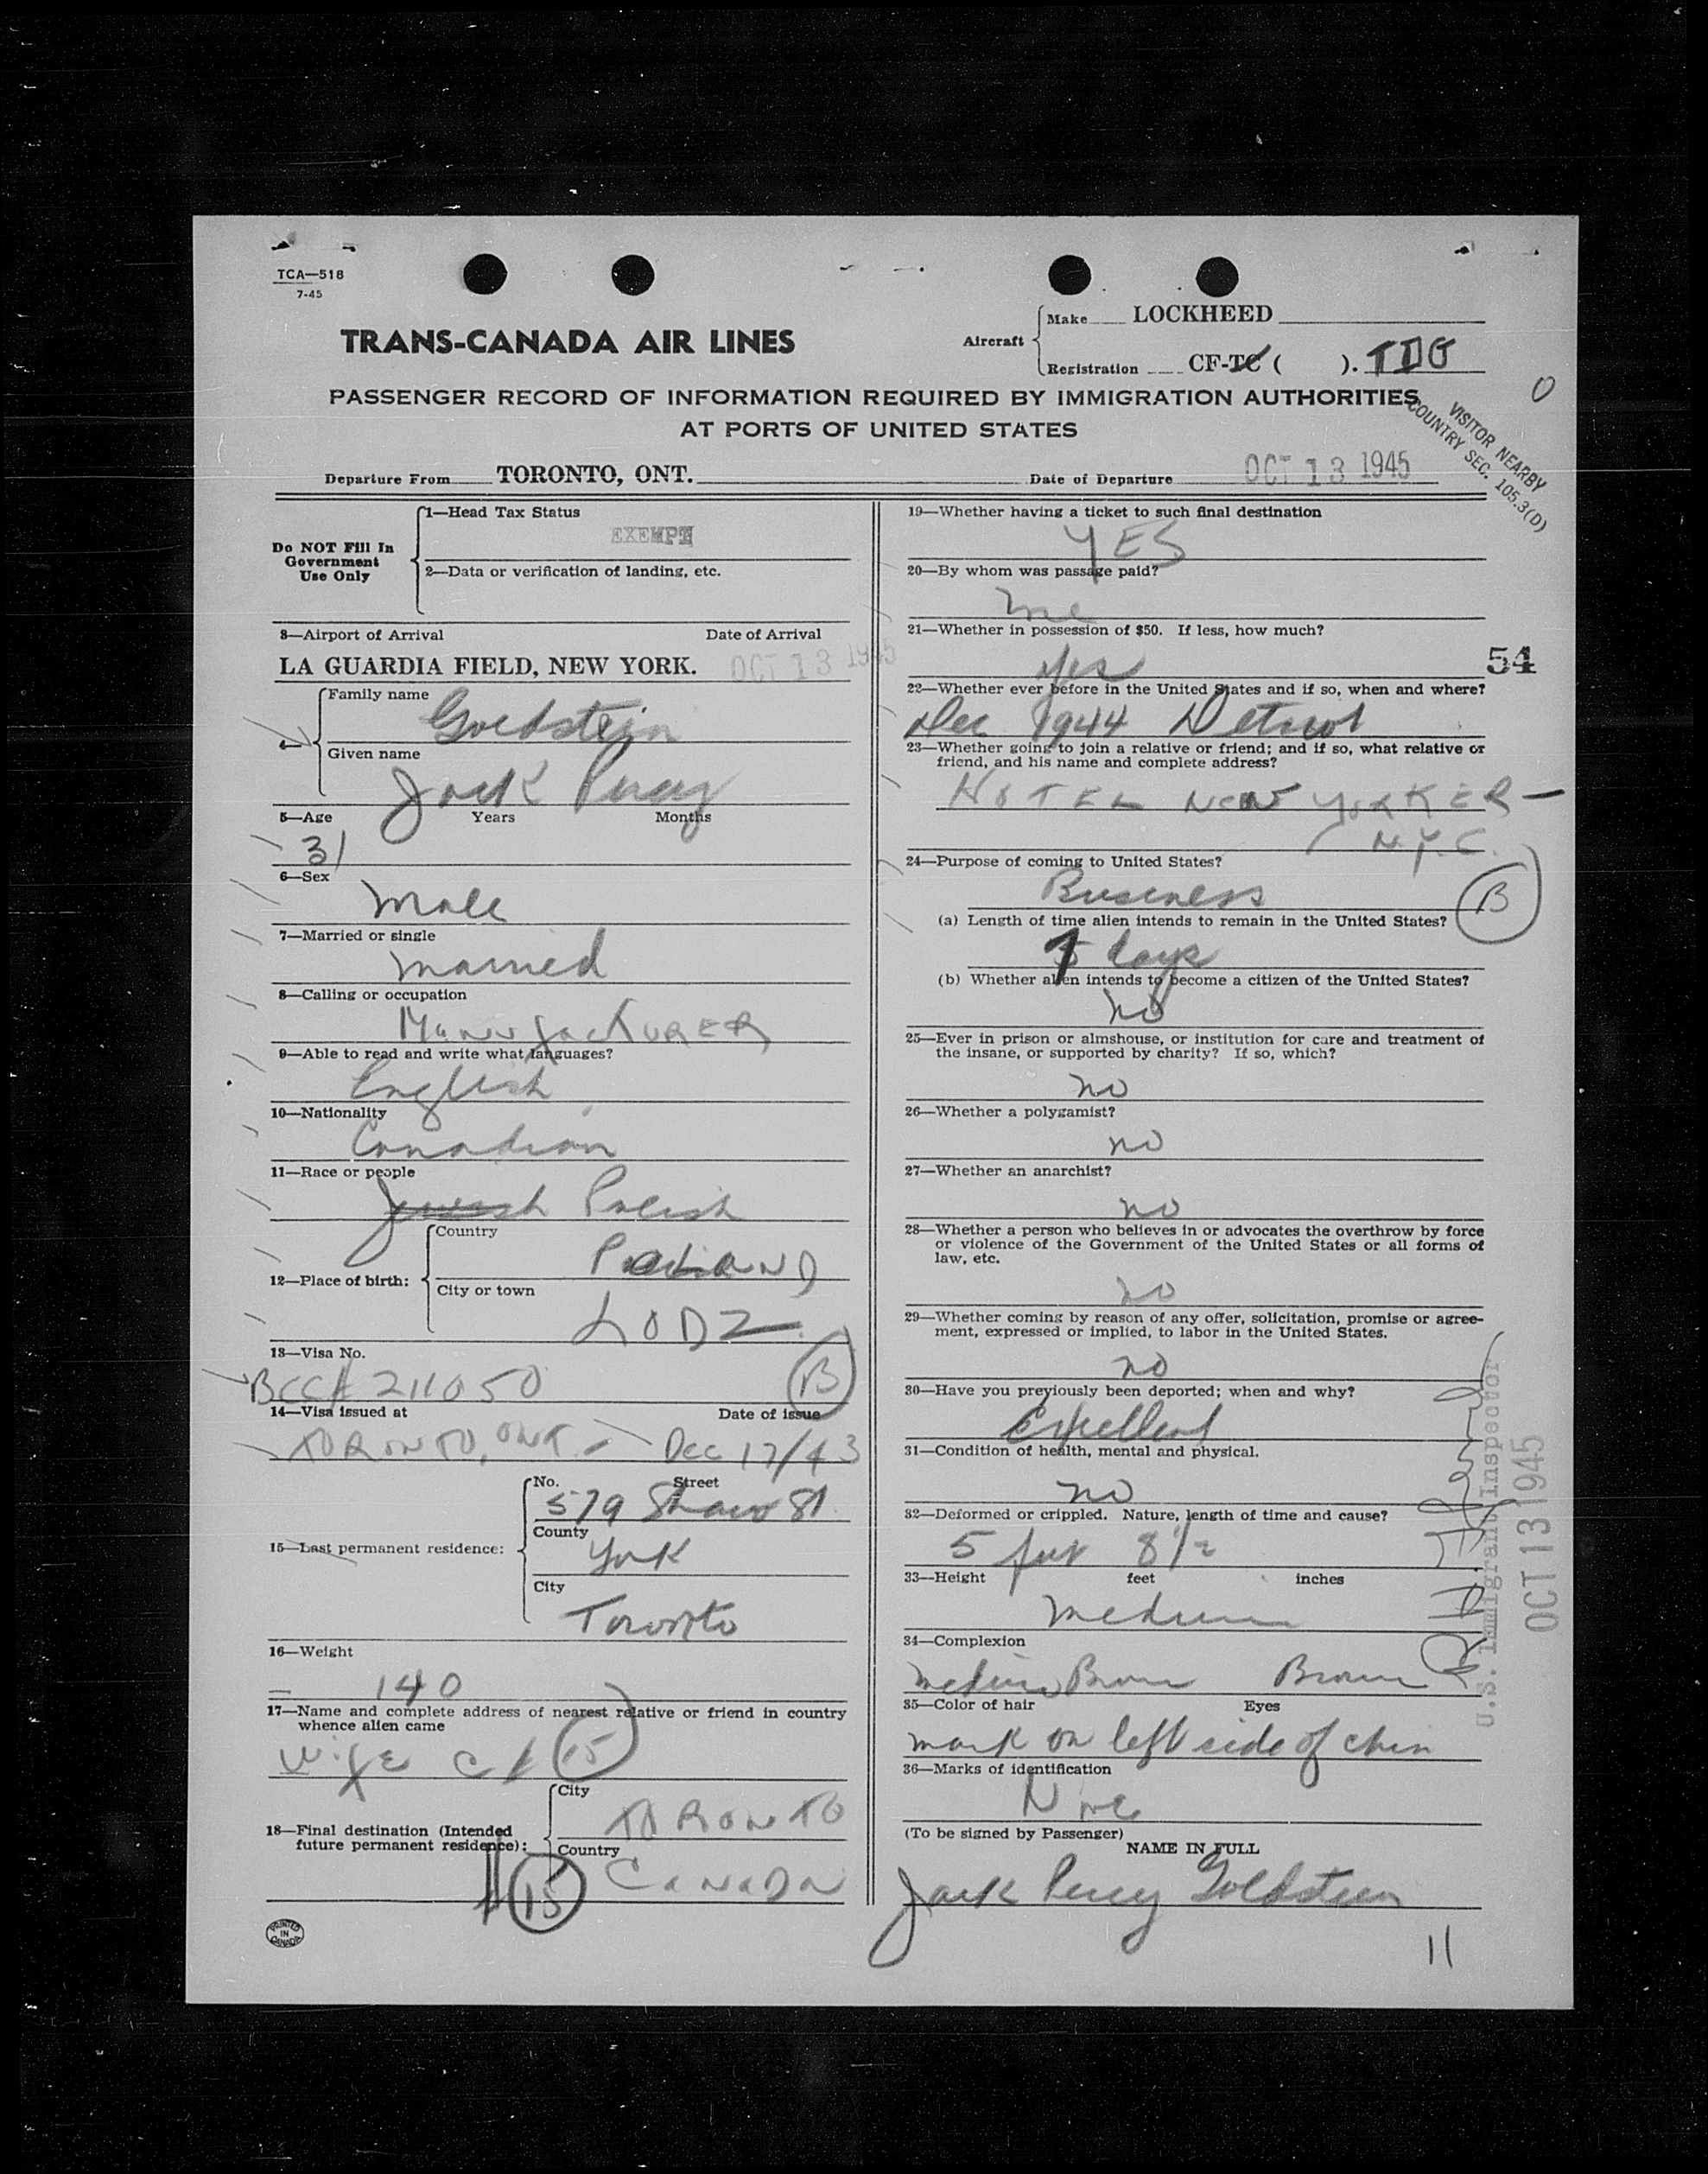 TCA—518
7-45
TRANS-CANADA AIR LINES
Aircraft
Make LOCKHEED
Registration CF-TC ( ). TDG
0
PASSENGER RECORD OF INFORMATION REQUIRED BY IMMIGRATION AUTHORITIES
AT PORTS OF UNITED STATES
VISITOR NEARBY
COUNTRY SEC. 105.3(D)
Departure From TORONTO, ONT.
Date of Departure OCT 13 1945
Do NOT Fill In
Government
Use Only
1—Head Tax Status
EXEMPT
2—Data or verification of landing, etc.
3—Airport of Arrival Date of Arrival
LA GUARDIA FIELD, NEW YORK. OCT 13 1945
4—
Family name
Goldstein
Given name
Jack Percy
5—Age Years Months
31
6—Sex
Male
7—Married or single
Married
8—Calling or occupation
ManufacturER
9—Able to read and write what languages?
English
10—Nationality
Canadian
11—Race or people
Jewish Polish
12—Place of birth:
Country
POLAND
City or town
LODZ
13—Visa No.
BCC# 211050 B
14—Visa issued at Date of issue
TORONTO, ONT. - Dec 17/43
15—Last permanent residence:
No. Street
579 Shaw St.
County
York
City
Toronto
16—Weight
140
17—Name and complete address of nearest relative or friend in country
whence alien came
Wife c/ 15
18—Final destination (Intended
future permanent residence):
City
TORONTO
Country
CANADA
15
PRINTED
IN
CANADA
19—Whether having a ticket to such final destination
YES
20—By whom was passage paid?
me
21—Whether in possession of $50. If less, how much?
Yes
54
22—Whether ever before in the United States and if so, when and where?
Dec 1944 Detroit
23—Whether going to join a relative or friend; and if so, what relative or
friend, and his name and complete address?
HOTEL NEW YORKER —
N.Y.C.
24—Purpose of coming to United States?
Business B
(a) Length of time alien intends to remain in the United States?
days
(b) Whether alien intends to become a citizen of the United States?
no
25—Ever in prison or almshouse, or institution for care and treatment of
the insane, or supported by charity? If so, which?
no
26—Whether a polygamist?
no
27—Whether an anarchist?
no
28—Whether a person who believes in or advocates the overthrow by force
or violence of the Government of the United States or all forms of
law, etc.
no
29—Whether coming by reason of any offer, solicitation, promise or agree-
ment, expressed or implied, to labor in the United States.
no
30—Have you previously been deported; when and why?
Excellent
31—Condition of health, mental and physical.
no
32—Deformed or crippled. Nature, length of time and cause?
5 feet 8 1/2
33—Height feet inches
Medium
34—Complexion
Medium Brown Brown
35—Color of hair Eyes
mark on left side of chin
36—Marks of identification
None
(To be signed by Passenger)
NAME IN FULL
Jack Percy Goldstein
11
U.S. Immigrant Inspector
OCT 13 1945